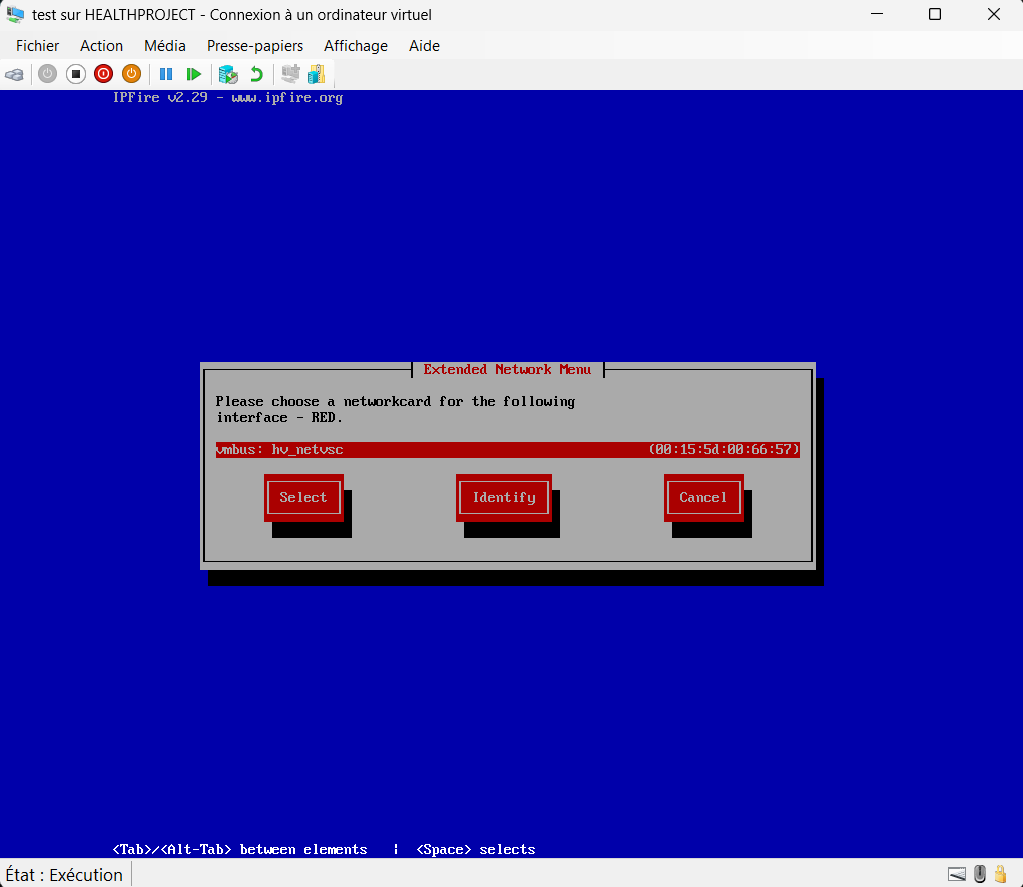 test sur HEALTHPROJECT - Connexion à un ordinateur virtuel
Fichier Action Média Presse-papiers Affichage Aide
IPFire v2.29 - www.ipfire.org
Extended Network Menu
Please choose a networkcard for the following
interface - RED.
vmbus: hv_netvsc (00:15:5d:00:66:57)
Select Identify Cancel
<Tab>/<Alt-Tab> between elements | <Space> selects
État : Exécution